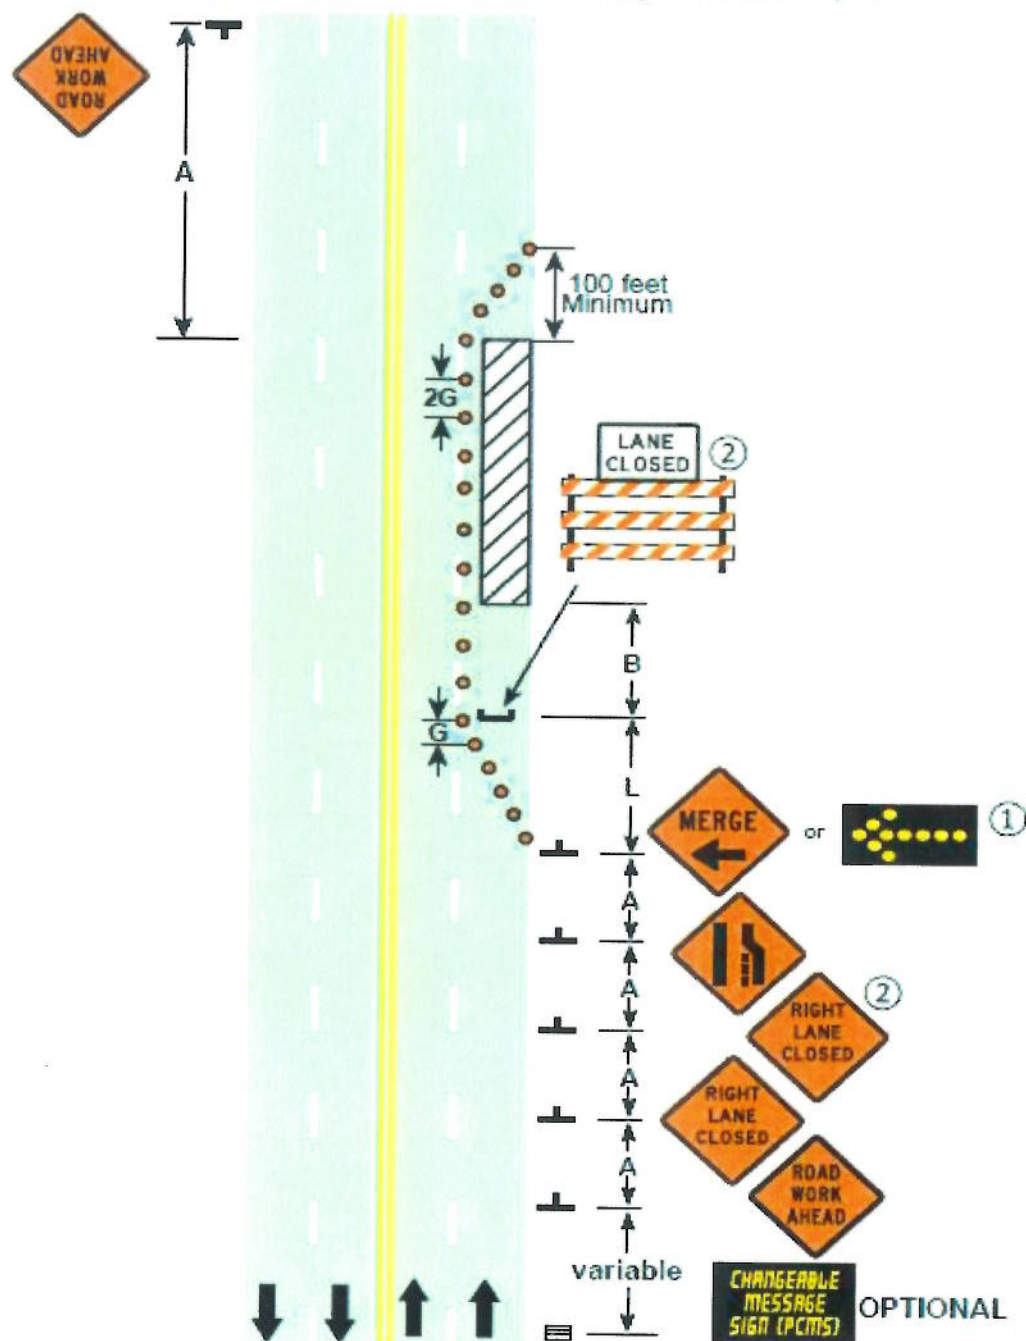 ROAD
WORK
AHEAD
A
100 feet
Minimum
2G
LANE
CLOSED
2
B
G
L
MERGE
or
1
A
A
2
RIGHT
LANE
CLOSED
A
RIGHT
LANE
CLOSED
A
ROAD
WORK
AHEAD
variable
CHANGEABLE
MESSAGE
SIGN (PCMS)
OPTIONAL